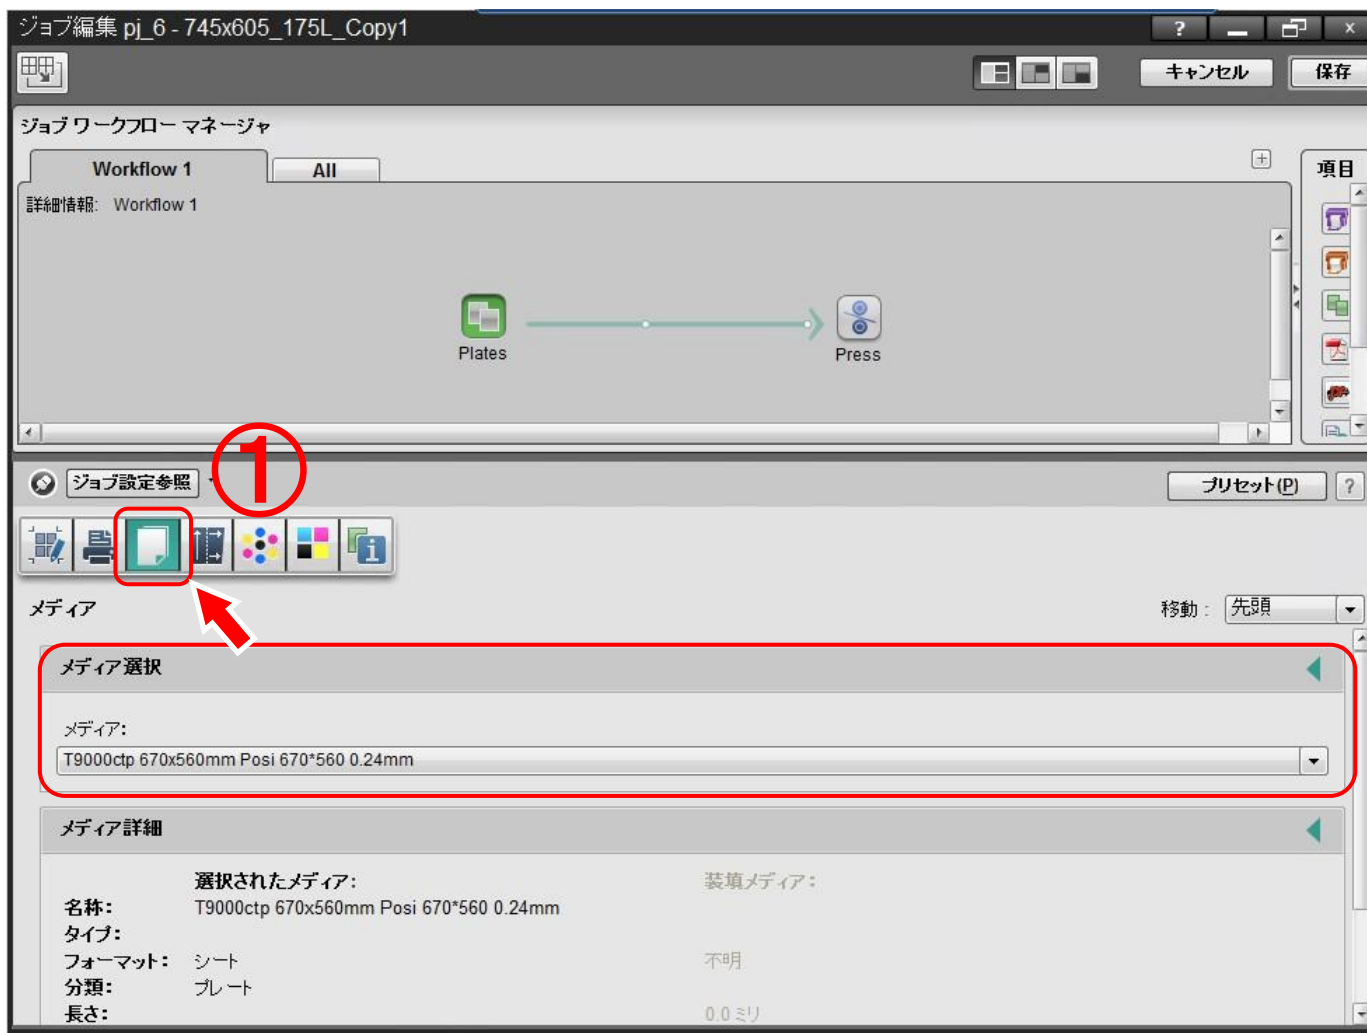 ジョブ編集 pj_6 - 745x605_175L_Copy1
? x
キャンセル 保存
ジョブ ワークフロー マネージャ
Workflow 1 All 項目
詳細情報: Workflow 1
Plates Press
①
ジョブ設定参照 プリセット(P) ?
メディア 移動: 先頭
メディア選択
メディア:
T9000ctp 670x560mm Posi 670*560 0.24mm
メディア詳細
選択されたメディア: 装填メディア:
名称: T9000ctp 670x560mm Posi 670*560 0.24mm
タイプ:
フォーマット: シート 不明
分類: プレート
長さ: 0.0 ミリ